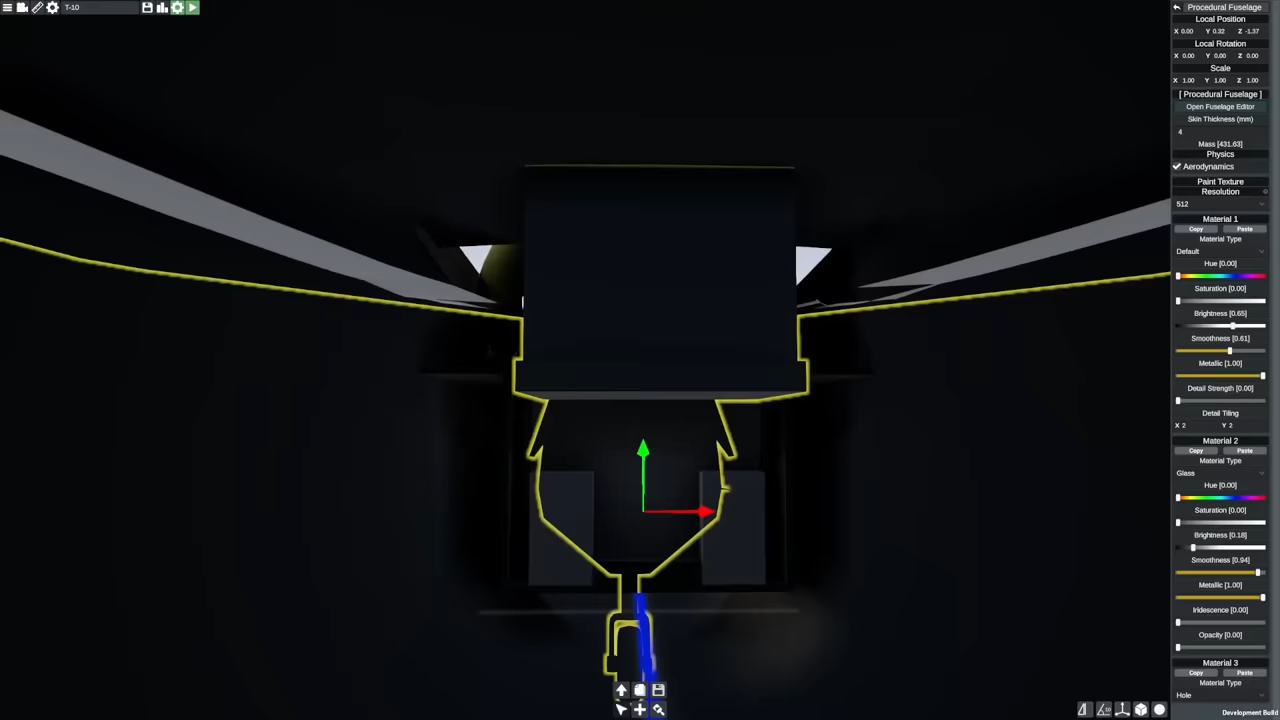 T-10
Procedural Fuselage
Local Position
X 0.00 Y 0.32 Z -1.37
Local Rotation
X 0.00 Y 0.00 Z 0.00
Scale
X 1.00 Y 1.00 Z 1.00
[ Procedural Fuselage ]
Open Fuselage Editor
Skin Thickness (mm)
4
Mass [431.63]
Physics
Aerodynamics
Paint Texture
Resolution
512
Material 1
Copy Paste
Material Type
Default
Hue [0.00]
Saturation [0.00]
Brightness [0.65]
Smoothness [0.61]
Metallic [1.00]
Detail Strength [0.00]
Detail Tiling
X 2 Y 2
Material 2
Copy Paste
Material Type
Glass
Hue [0.00]
Saturation [0.00]
Brightness [0.18]
Smoothness [0.94]
Metallic [1.00]
Iridescence [0.00]
Opacity [0.00]
Material 3
Copy Paste
Material Type
Hole
Development Build